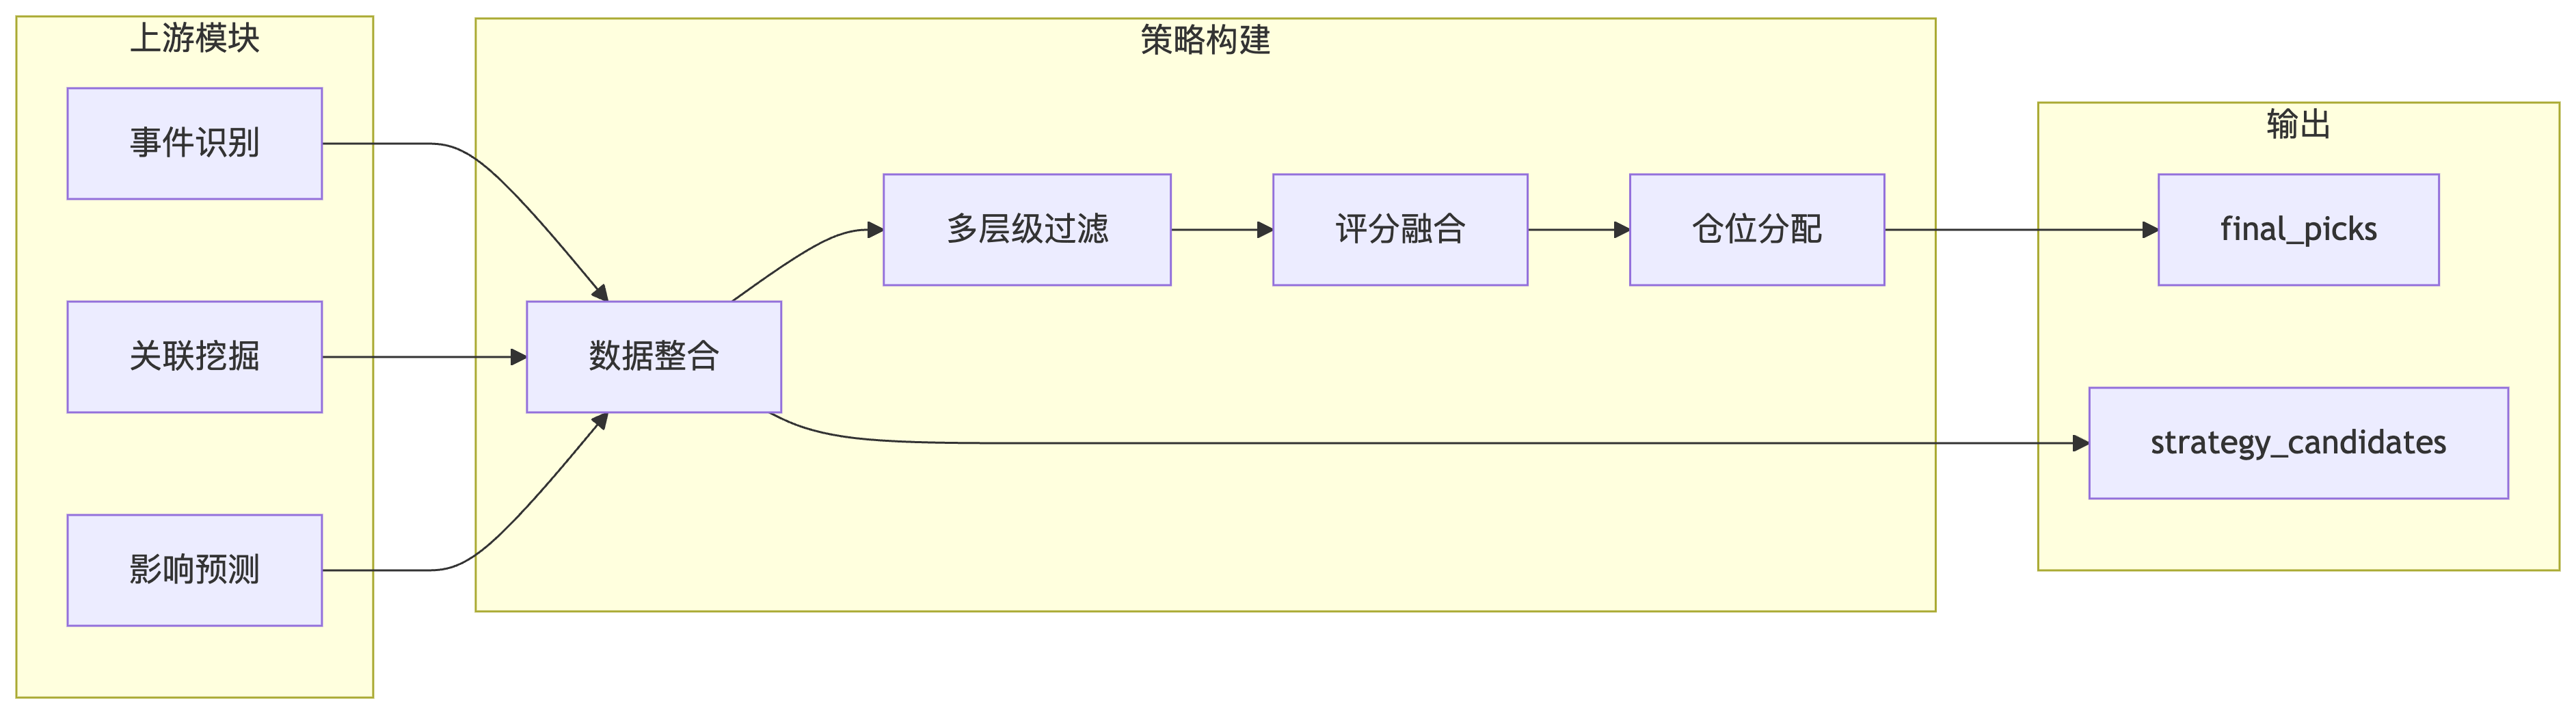 上游模块
事件识别
关联挖掘
影响预测
策略构建
数据整合
多层级过滤
评分融合
仓位分配
输出
final_picks
strategy_candidates